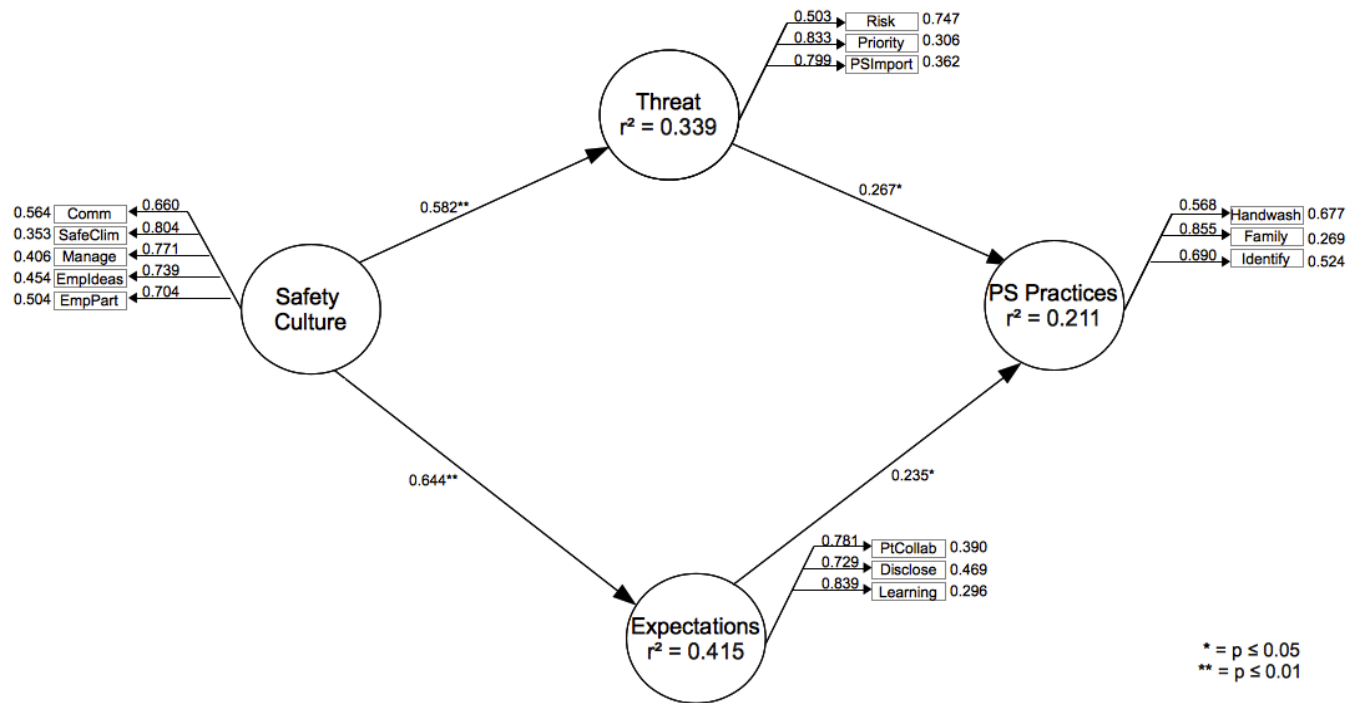 0.503 Risk 0.747
0.833 Priority 0.306
0.799 PSImport 0.362
Threat
r² = 0.339
0.582**
0.267*
0.564 Comm 0.660
0.353 SafeClim 0.804
0.406 Manage 0.771
0.454 EmpIdeas 0.739
0.504 EmpPart 0.704
Safety
Culture
0.568 Handwash 0.677
0.855 Family 0.269
0.690 Identify 0.524
PS Practices
r² = 0.211
0.644**
0.235*
0.781 PtCollab 0.390
0.729 Disclose 0.469
0.839 Learning 0.296
Expectations
r² = 0.415
* = p ≤ 0.05
** = p ≤ 0.01